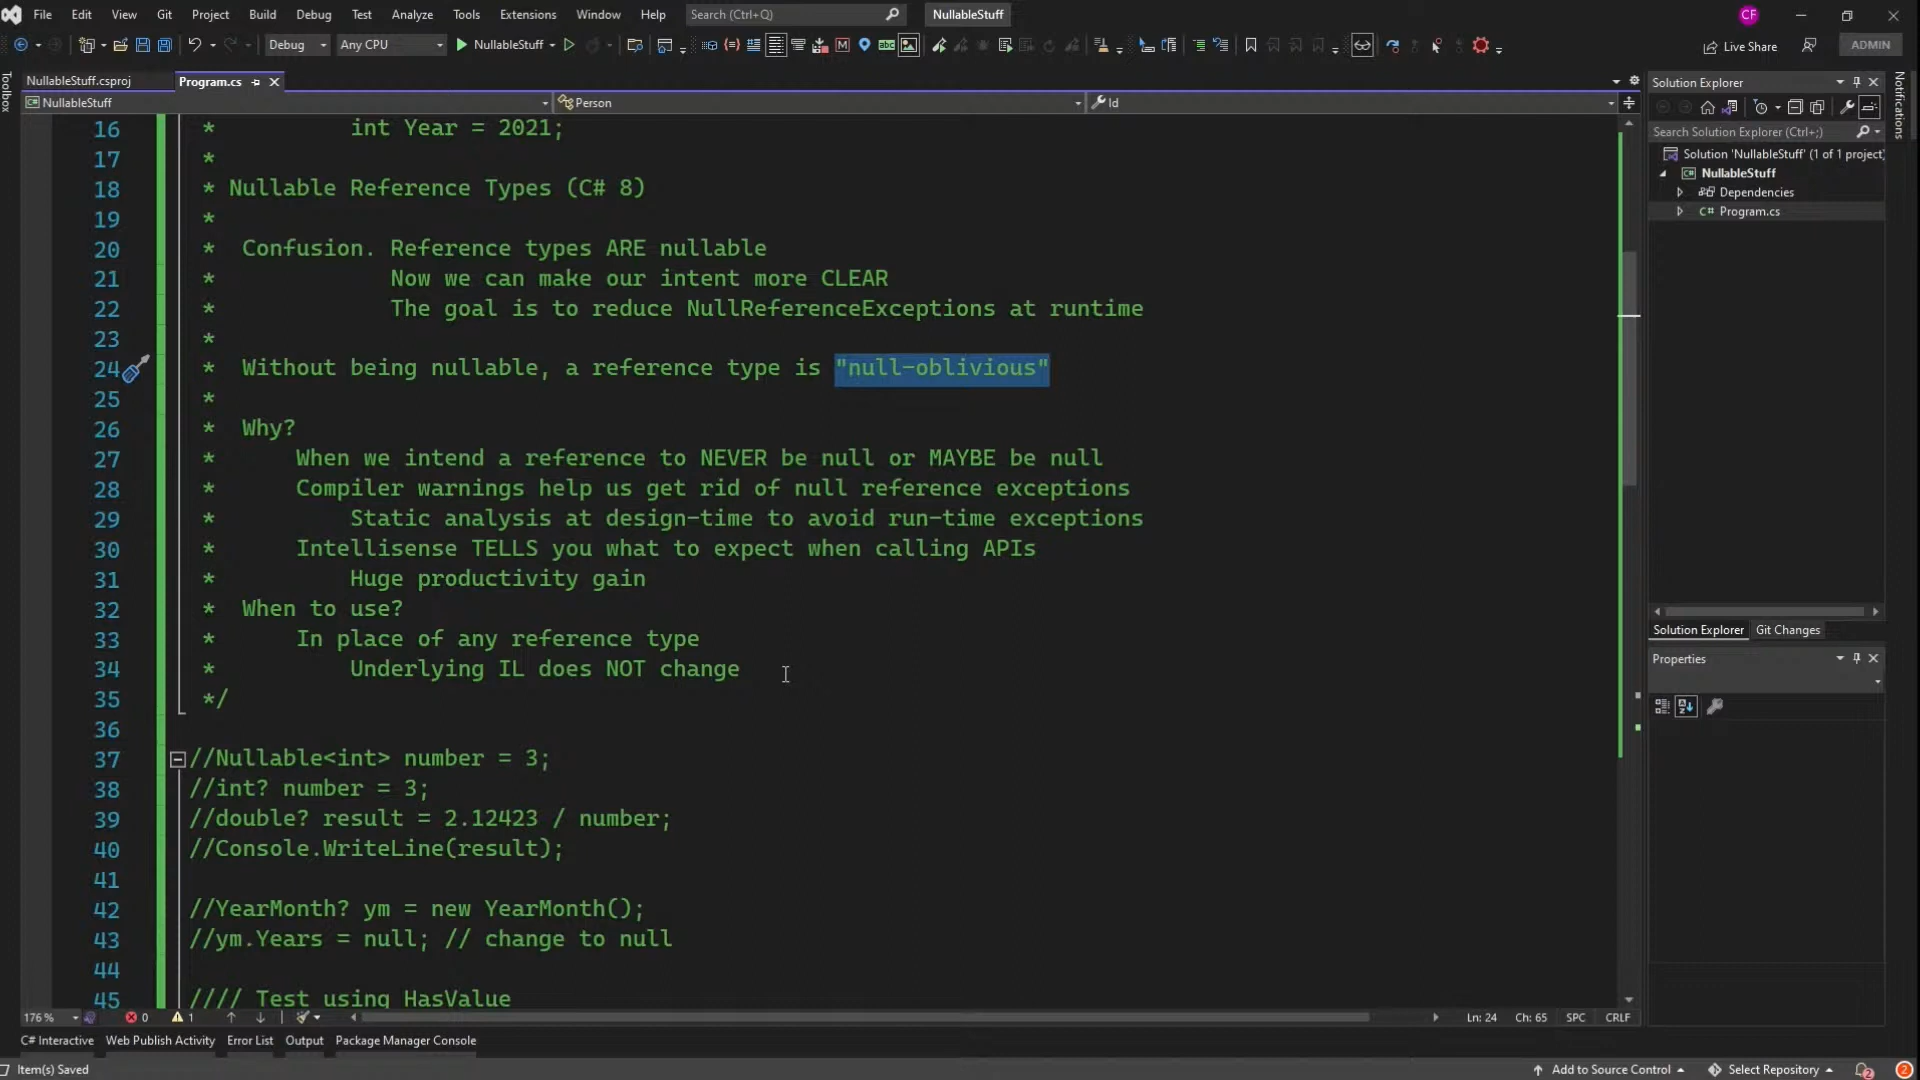 File Edit View Git Project Build Debug Test Analyze Tools Extensions Window Help Search (Ctrl+Q) NullableStuff CF
Debug Any CPU NullableStuff Live Share ADMIN
Toolbox
NullableStuff.csproj Program.cs
NullableStuff Person Id
16 * int Year = 2021;
17 *
18 * Nullable Reference Types (C# 8)
19 *
20 * Confusion. Reference types ARE nullable
21 * Now we can make our intent more CLEAR
22 * The goal is to reduce NullReferenceExceptions at runtime
23 *
24 * Without being nullable, a reference type is "null-oblivious"
25 *
26 * Why?
27 * When we intend a reference to NEVER be null or MAYBE be null
28 * Compiler warnings help us get rid of null reference exceptions
29 * Static analysis at design-time to avoid run-time exceptions
30 * Intellisense TELLS you what to expect when calling APIs
31 * Huge productivity gain
32 * When to use?
33 * In place of any reference type
34 * Underlying IL does NOT change
35 */
36
37 //Nullable<int> number = 3;
38 //int? number = 3;
39 //double? result = 2.12423 / number;
40 //Console.WriteLine(result);
41
42 //YearMonth? ym = new YearMonth();
43 //ym.Years = null; // change to null
44
45 //// Test using HasValue
176 % 0 1 Ln: 24 Ch: 65 SPC CRLF
C# Interactive Web Publish Activity Error List Output Package Manager Console
Item(s) Saved Add to Source Control Select Repository 2
Solution Explorer
Search Solution Explorer (Ctrl+;)
Solution 'NullableStuff' (1 of 1 project)
C# NullableStuff
Dependencies
C# Program.cs
Solution Explorer Git Changes
Properties
Notifications